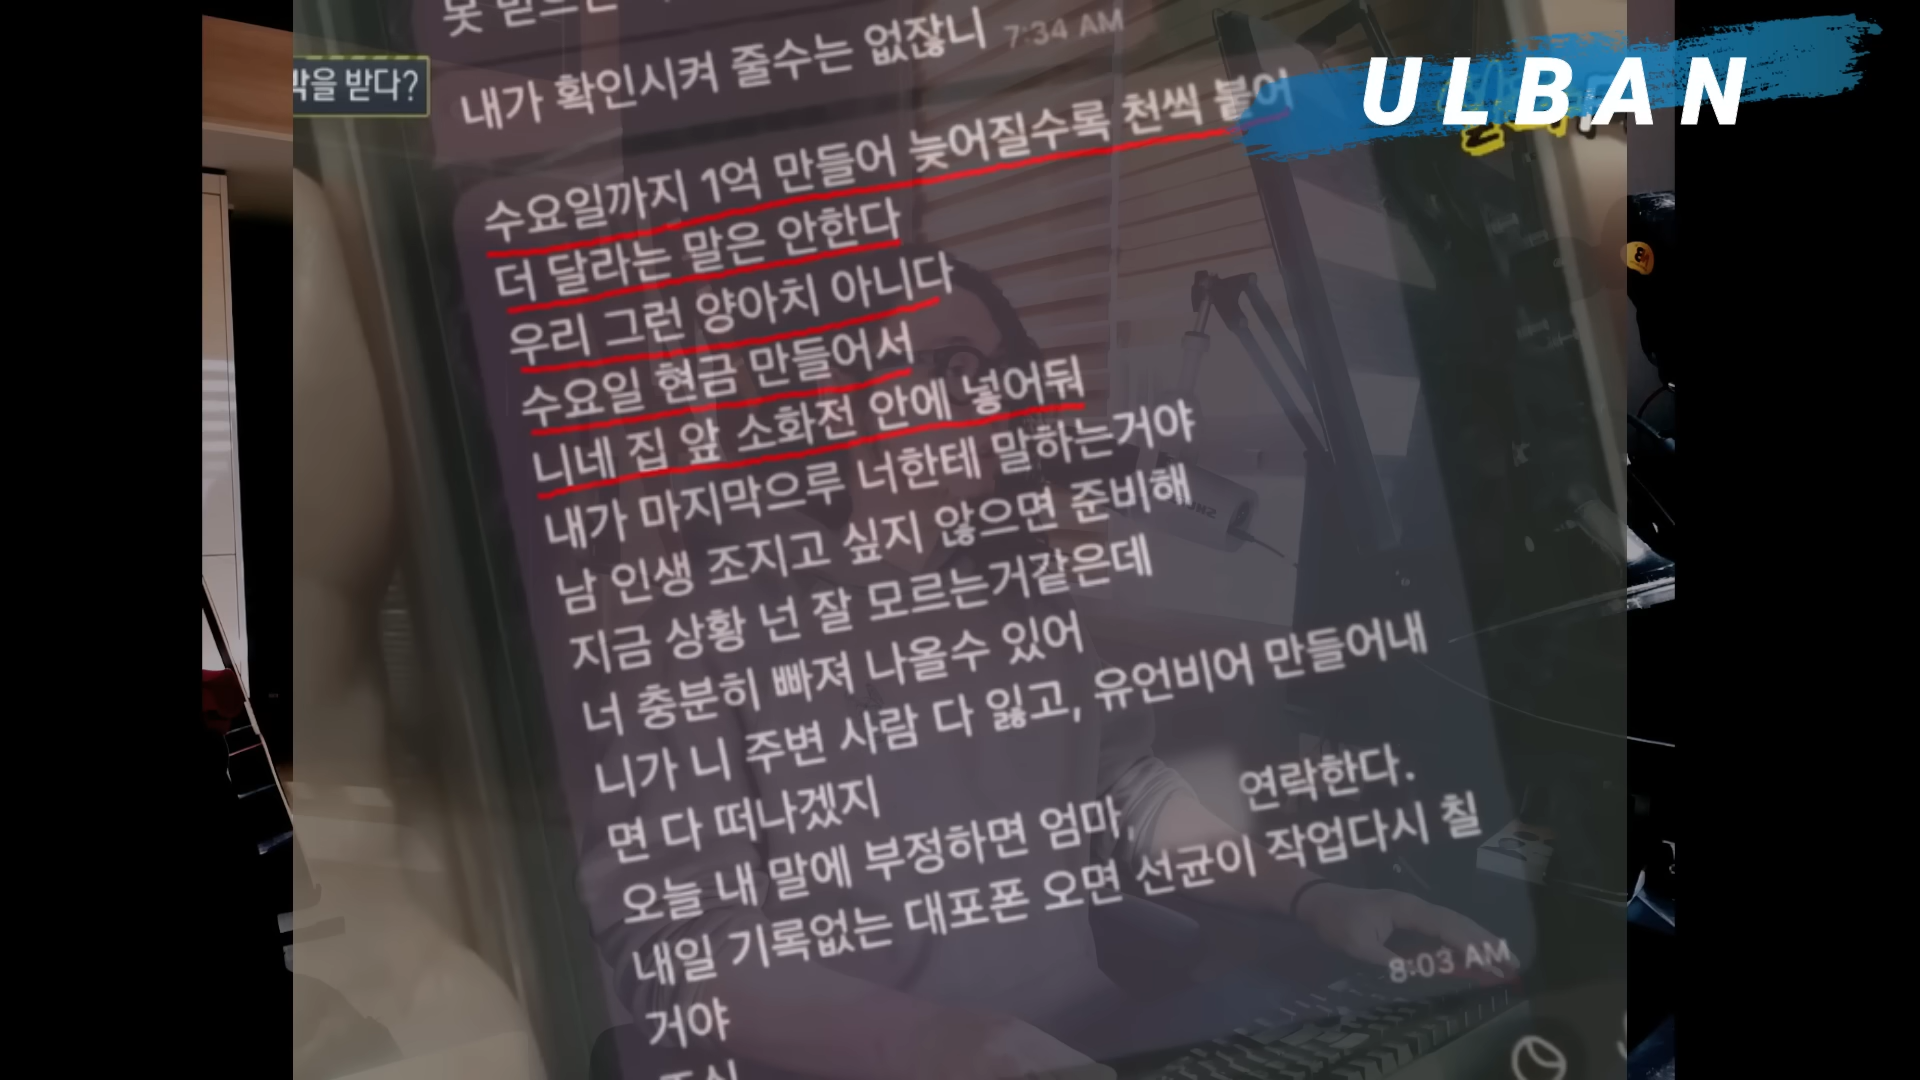 못 받으면
내가 확인시켜 줄수는 없잖니 7:34 AM
박을 받다?
ULBAN
수요일까지 1억 만들어 늦어질수록 천씩 붙어
더 달라는 말은 안한다
우리 그런 양아치 아니다
수요일 현금 만들어서
니네 집 앞 소화전 안에 넣어둬
내가 마지막으루 너한테 말하는거야
남 인생 조지고 싶지 않으면 준비해
지금 상황 넌 잘 모르는거같은데
너 충분히 빠져 나올수 있어
니가 니 주변 사람 다 잃고, 유언비어 만들어내
면 다 떠나겠지
오늘 내 말에 부정하면 엄마, 연락한다.
내일 기록없는 대포폰 오면 선균이 작업다시 칠
거야
8:03 AM